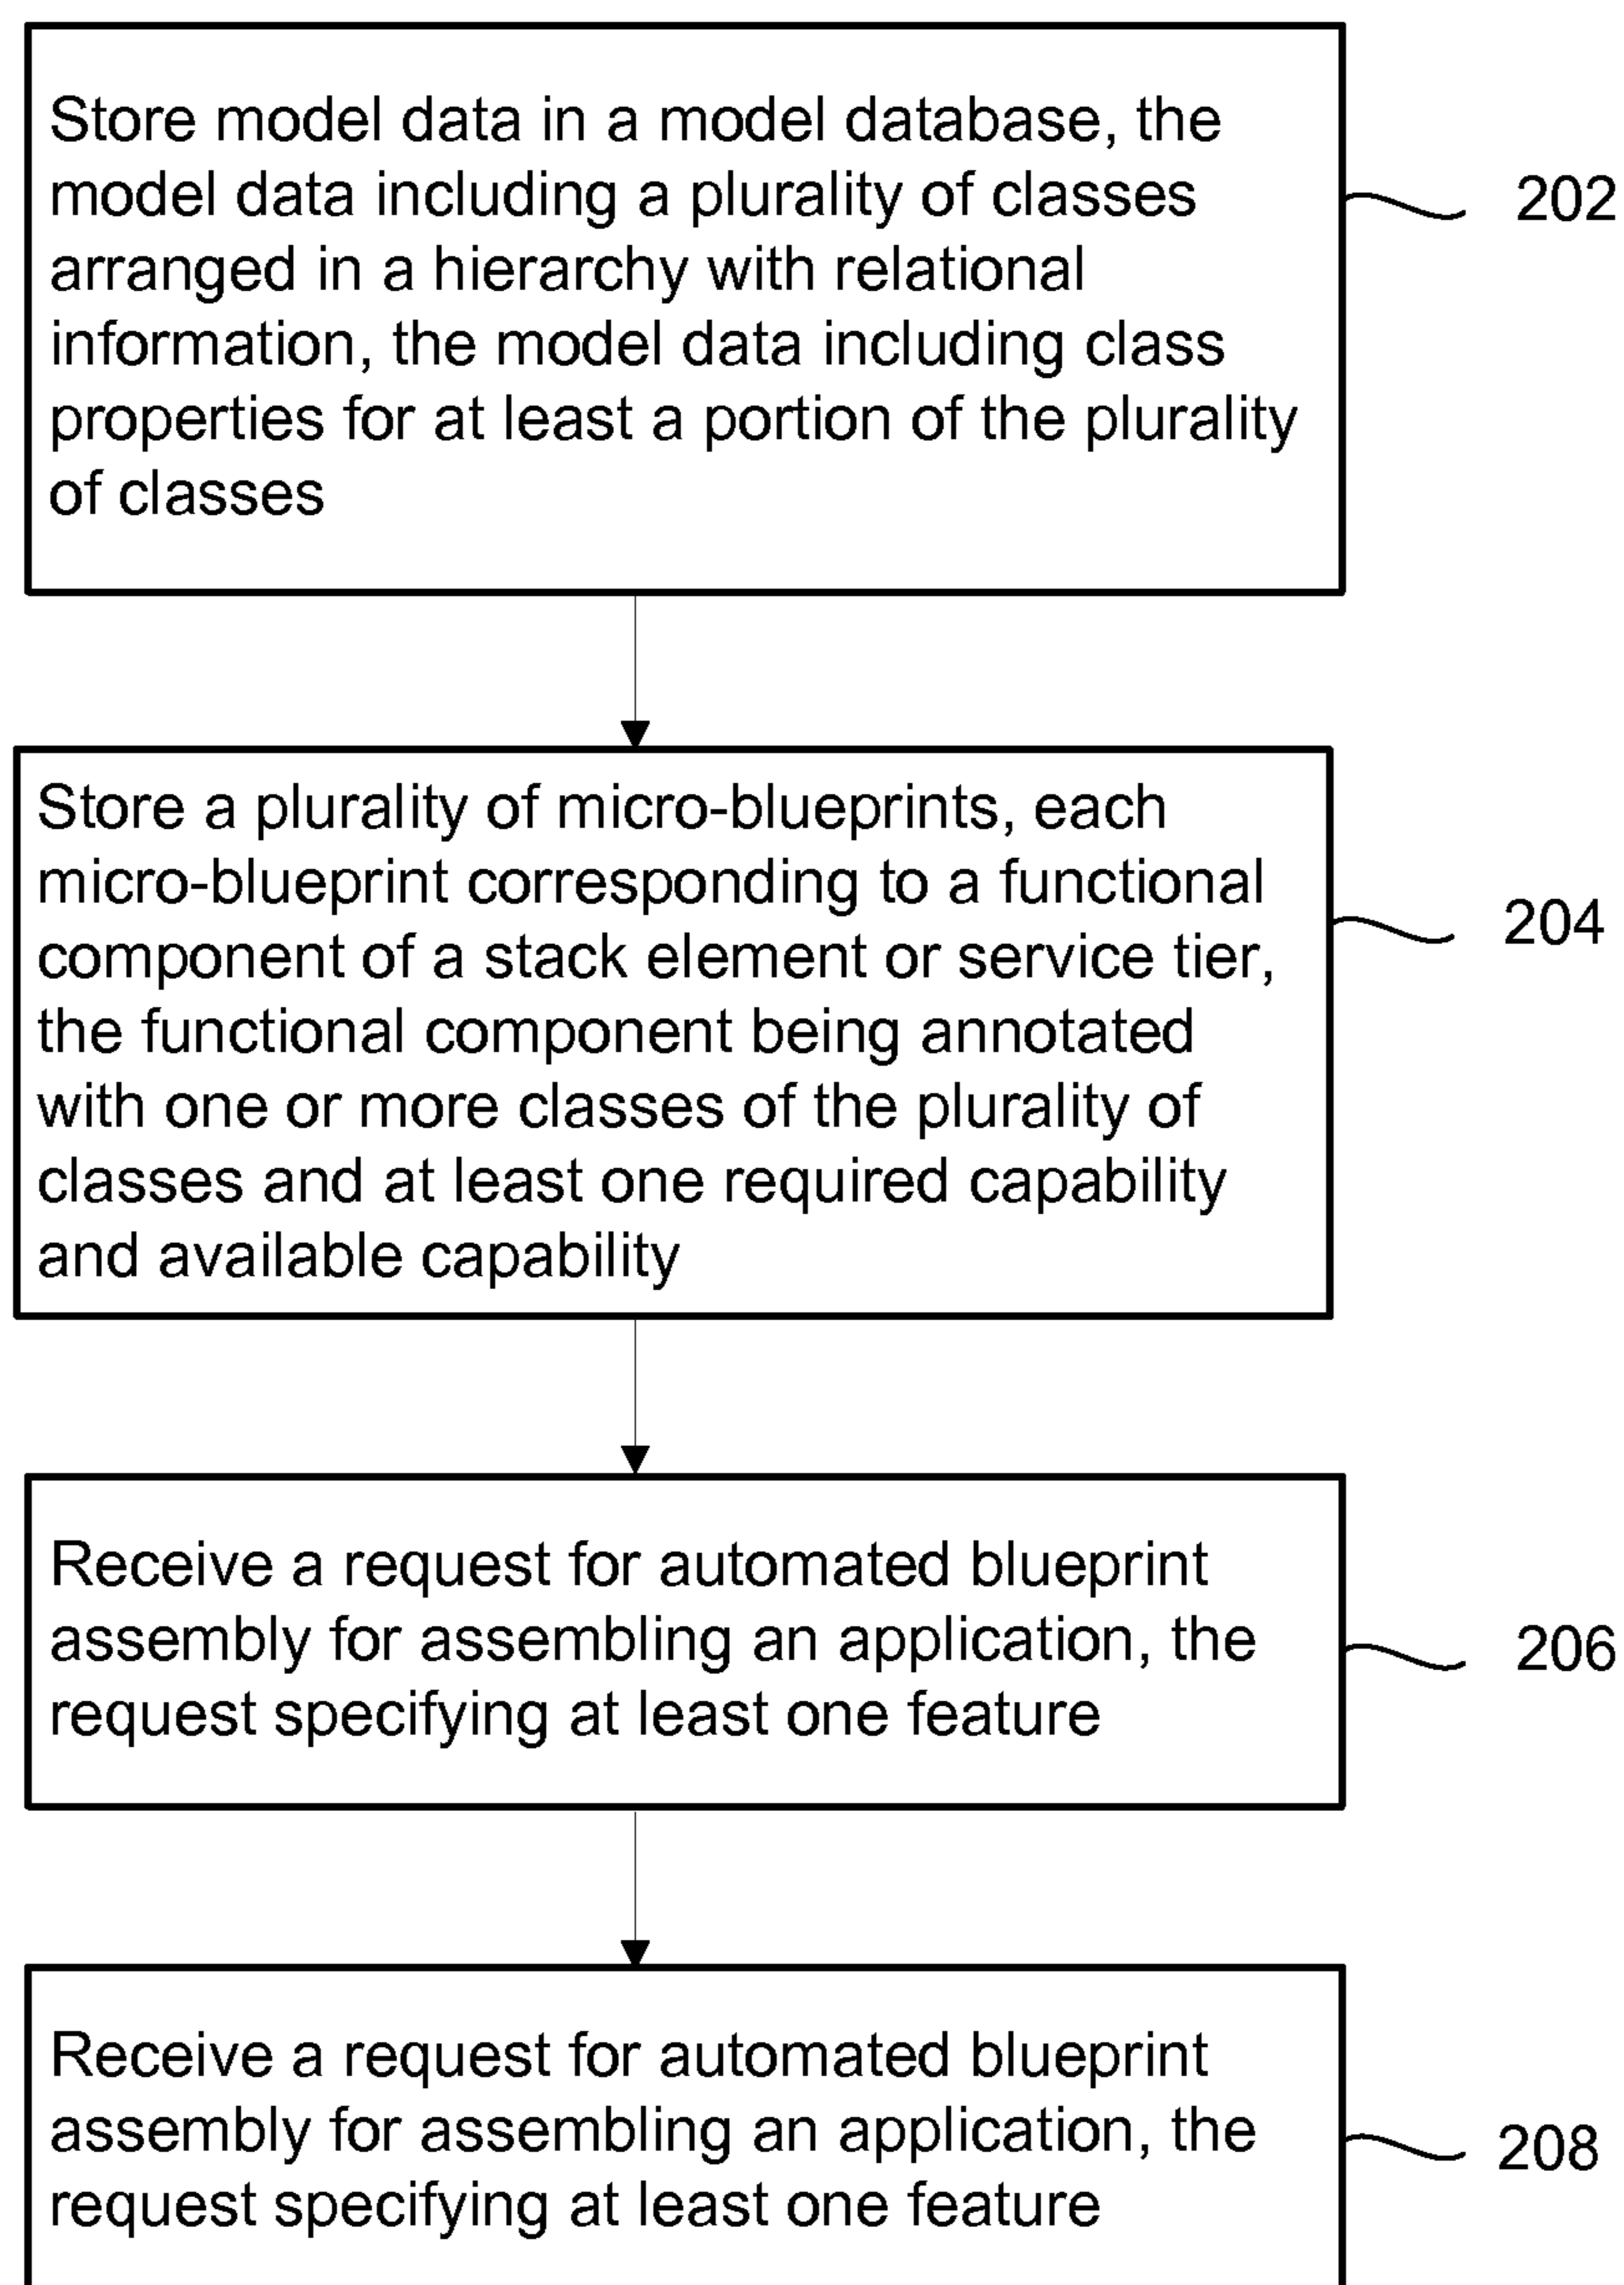 Store model data in a model database, the
model data including a plurality of classes
arranged in a hierarchy with relational
information, the model data including class
properties for at least a portion of the plurality
of classes
202
Store a plurality of micro-blueprints, each
micro-blueprint corresponding to a functional
component of a stack element or service tier,
the functional component being annotated
with one or more classes of the plurality of
classes and at least one required capability
and available capability
204
Receive a request for automated blueprint
assembly for assembling an application, the
request specifying at least one feature
206
Receive a request for automated blueprint
assembly for assembling an application, the
request specifying at least one feature
208